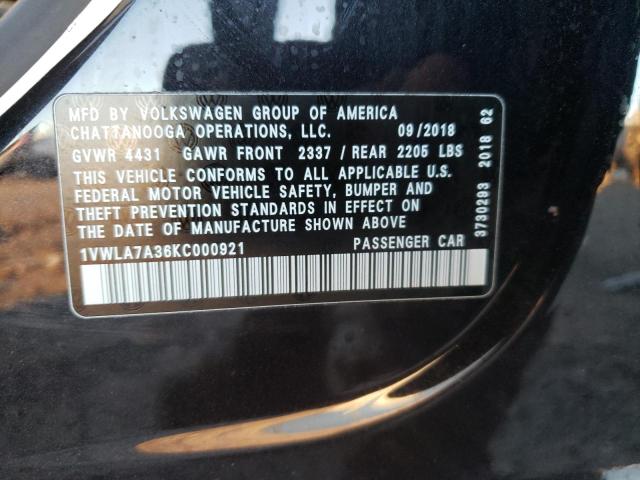 MFD BY VOLKSWAGEN GROUP OF AMERICA
CHATTANOOGA OPERATIONS, LLC. 09/2018
GVWR 4431 GAWR FRONT 2337 / REAR 2205 LBS
THIS VEHICLE CONFORMS TO ALL APPLICABLE U.S.
FEDERAL MOTOR VEHICLE SAFETY, BUMPER AND
THEFT PREVENTION STANDARDS IN EFFECT ON
THE DATE OF MANUFACTURE SHOWN ABOVE
1VWLA7A36KC000921 PASSENGER CAR
3730293 2018 62